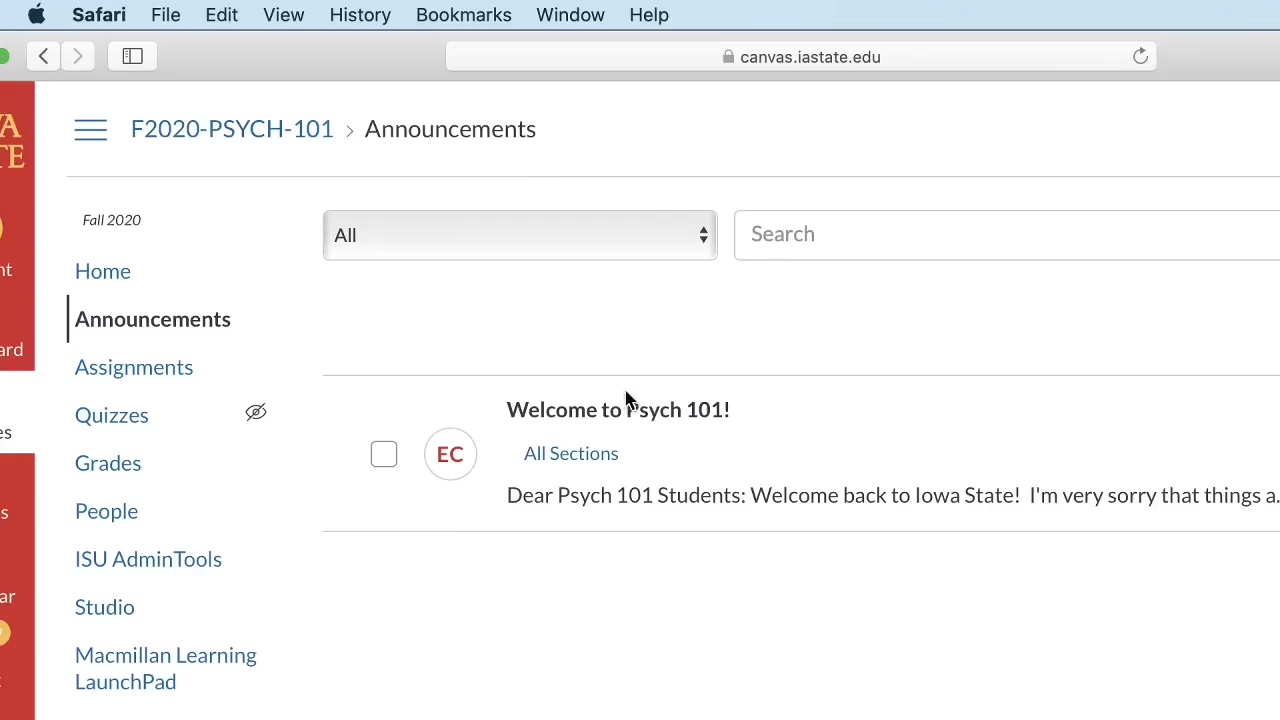 Safari File Edit View History Bookmarks Window Help
canvas.iastate.edu
F2020-PSYCH-101 > Announcements
Fall 2020
All
Search
Home
Announcements
Assignments
Quizzes
Grades
People
ISU AdminTools
Studio
Macmillan Learning
LaunchPad
Welcome to Psych 101!
EC
All Sections
Dear Psych 101 Students: Welcome back to Iowa State! I'm very sorry that things a..